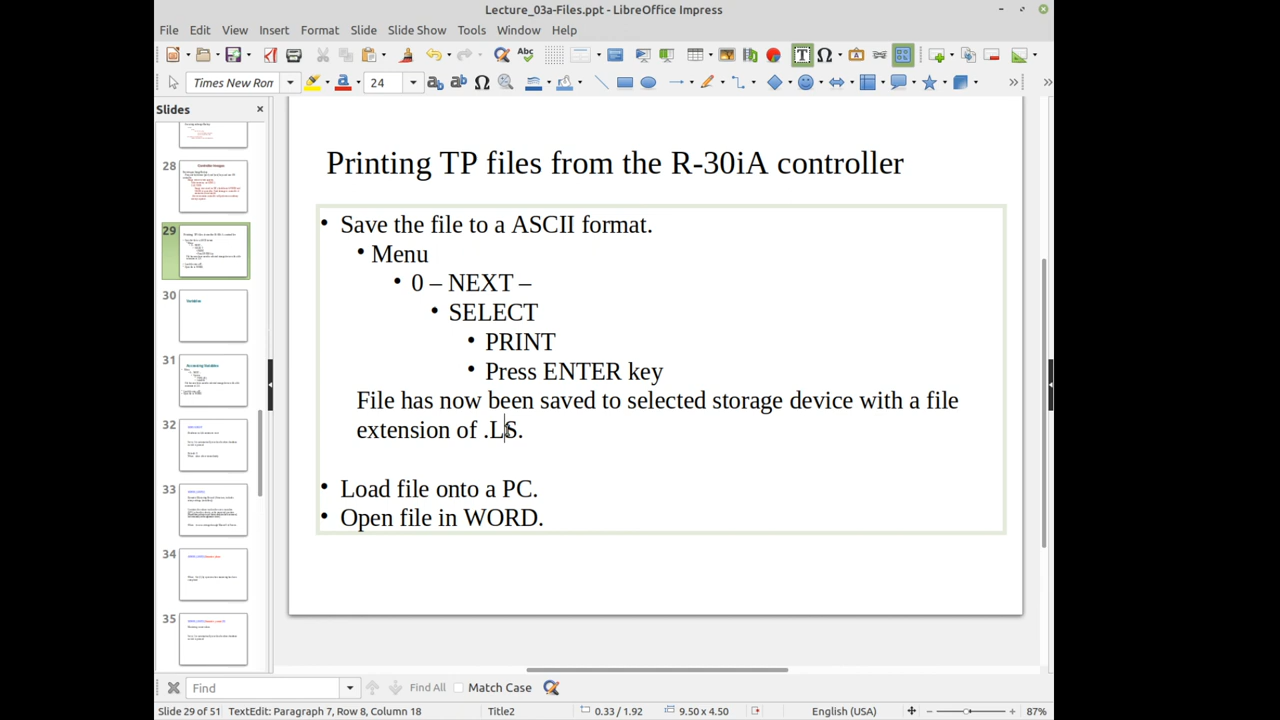 Lecture_03a-Files.ppt - LibreOffice Impress
File Edit View Insert Format Slide Slide Show Tools Window Help
Times New Ron
24
Slides
28
Controller Images
29
30
Variables
31
32
33
34
35
Printing TP files from the R-30iA controller
• Save the file to a ASCII format.
• Menu
• 0 – NEXT –
• SELECT
• PRINT
• Press ENTER key
File has now been saved to selected storage device with a file
extension of .LS.
• Load file onto a PC.
• Open file in WORD.
Find
Find All
Match Case
Slide 29 of 51 TextEdit: Paragraph 7, Row 8, Column 18 Title2 0.33 / 1.92 9.50 x 4.50 English (USA) 87%